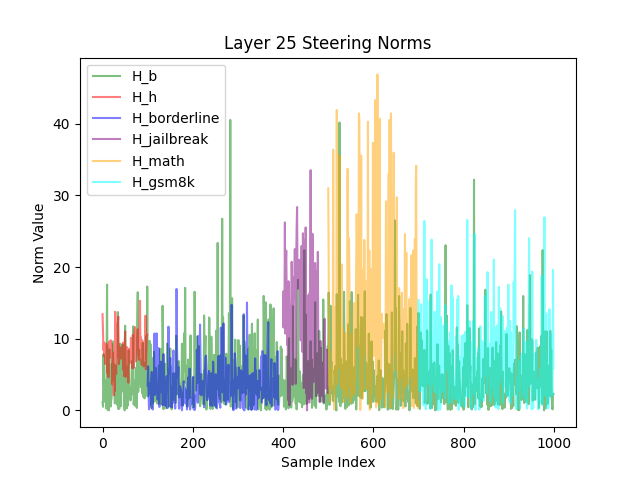 Layer 25 Steering Norms
H_b
H_h
H_borderline
H_jailbreak
H_math
H_gsm8k
Norm Value
40
30
20
10
0
0 200 400 600 800 1000
Sample Index